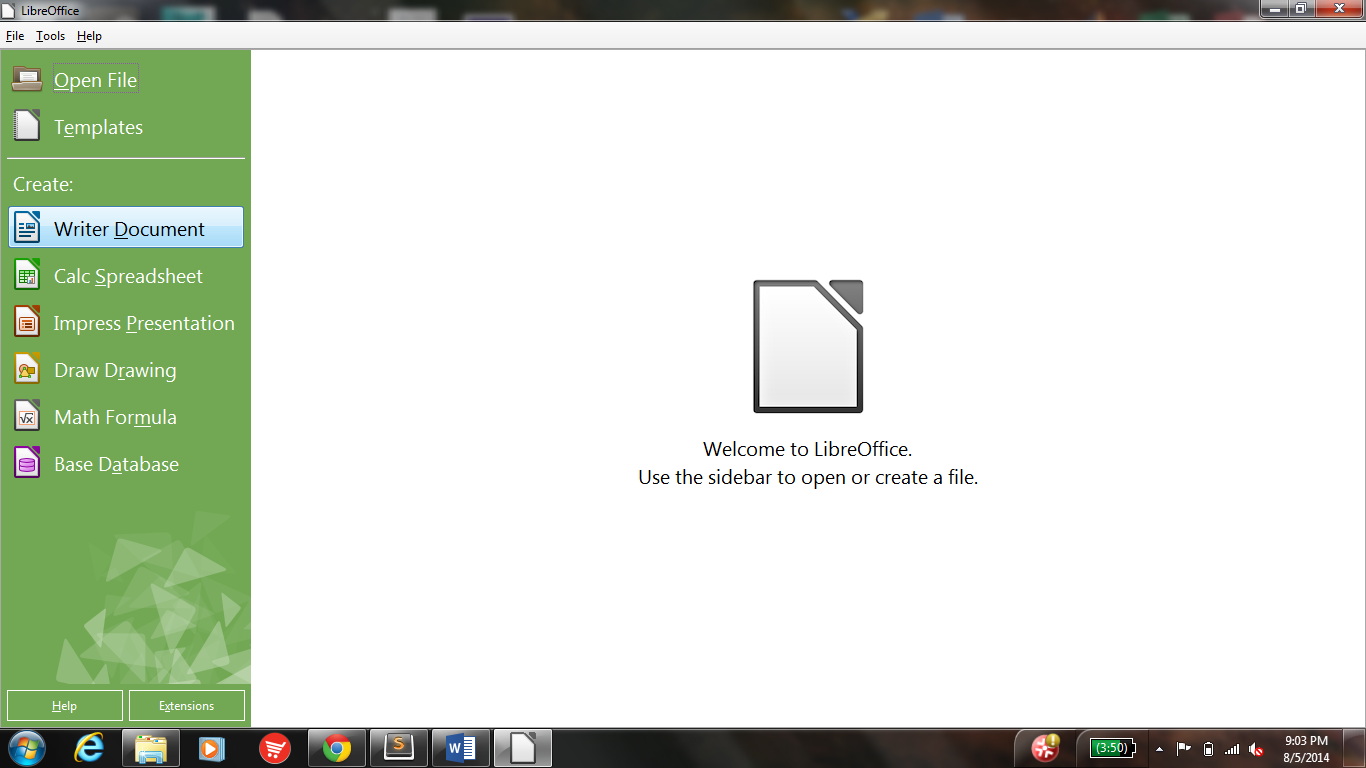 LibreOffice
File Tools Help
Open File
Templates
Create:
Writer Document
Calc Spreadsheet
Impress Presentation
Draw Drawing
Math Formula
Base Database
Welcome to LibreOffice.
Use the sidebar to open or create a file.
Help Extensions
(3:50)
9:03 PM
8/5/2014